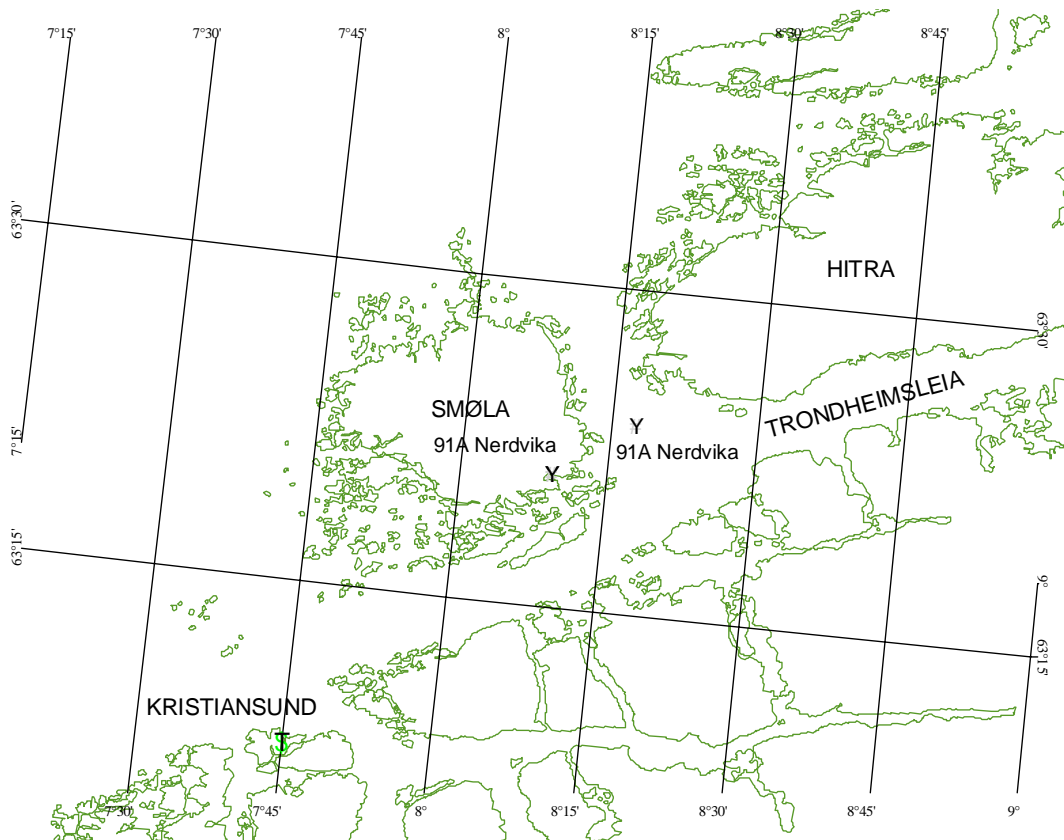 7°15' 7°30' 7°45' 8° 8°15' 8°30' 8°45'
63°30'
HITRA
63°30'
TRONDHEIMSLEIA
SMØLA
91A Nerdvika
Y
Y
91A Nerdvika
7°15'
63°15'
9°
63°15'
KRISTIANSUND
T
S
7°30' 7°45' 8° 8°15' 8°30' 8°45' 9°